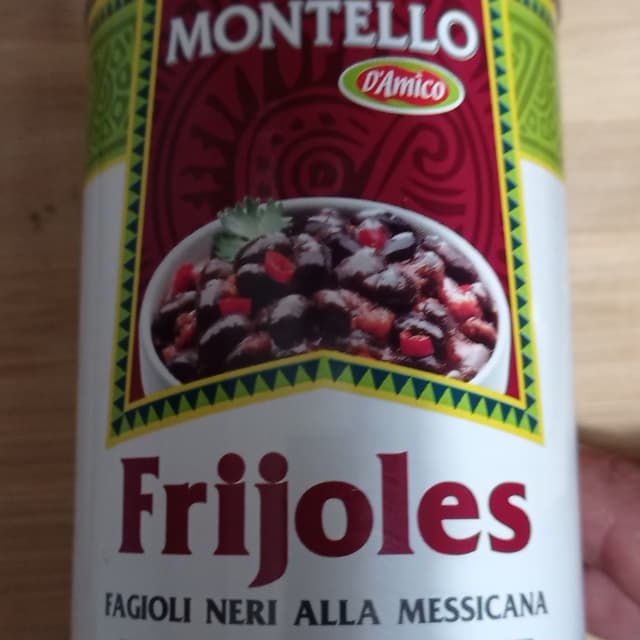 MONTELLO
D'Amico
Frijoles
FAGIOLI NERI ALLA MESSICANA